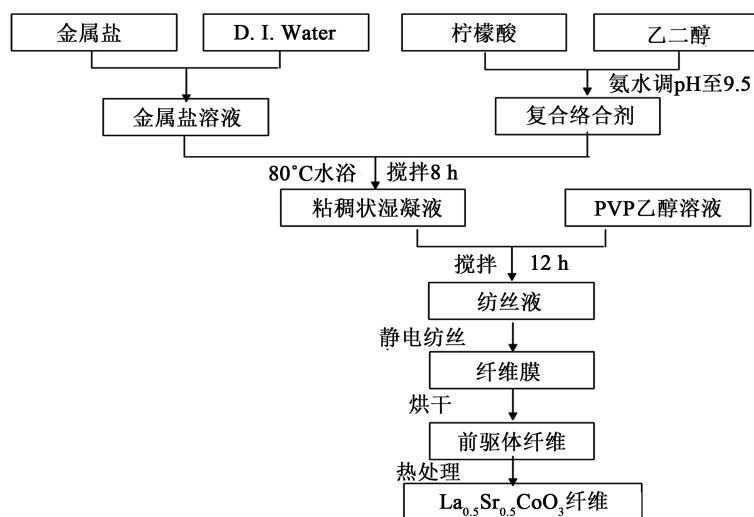 金属盐
D. I. Water
柠檬酸
乙二醇
氨水调pH至9.5
金属盐溶液
复合络合剂
80°C水浴
搅拌8 h
粘稠状湿凝液
PVP乙醇溶液
搅拌
12 h
纺丝液
静电纺丝
纤维膜
烘干
前驱体纤维
热处理
La0.5Sr0.5CoO3纤维